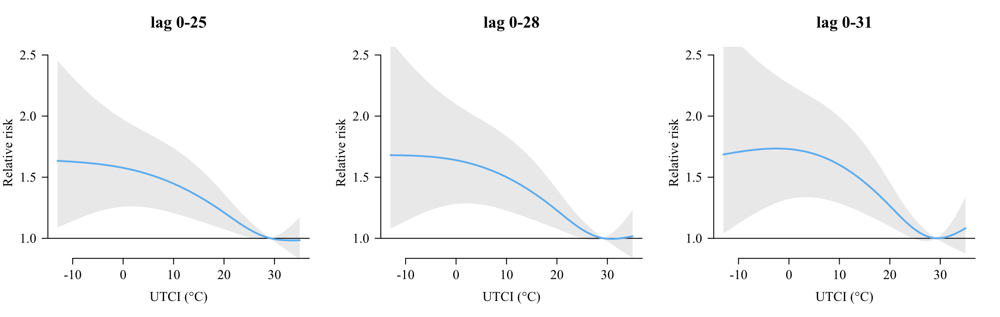 lag 0-25
2.5
2.0
1.5
1.0
Relative risk
-10 0 10 20 30
UTCI (°C)
lag 0-28
2.5
2.0
1.5
1.0
Relative risk
-10 0 10 20 30
UTCI (°C)
lag 0-31
2.5
2.0
1.5
1.0
Relative risk
-10 0 10 20 30
UTCI (°C)